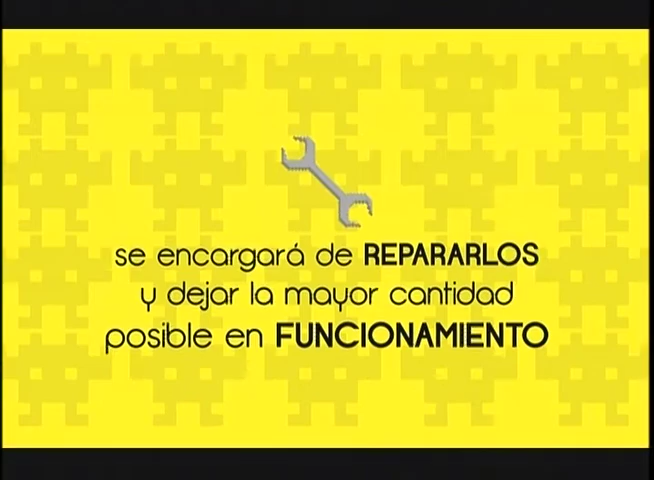 se encargará de REPARARLOS
y dejar la mayor cantidad
posible en FUNCIONAMIENTO